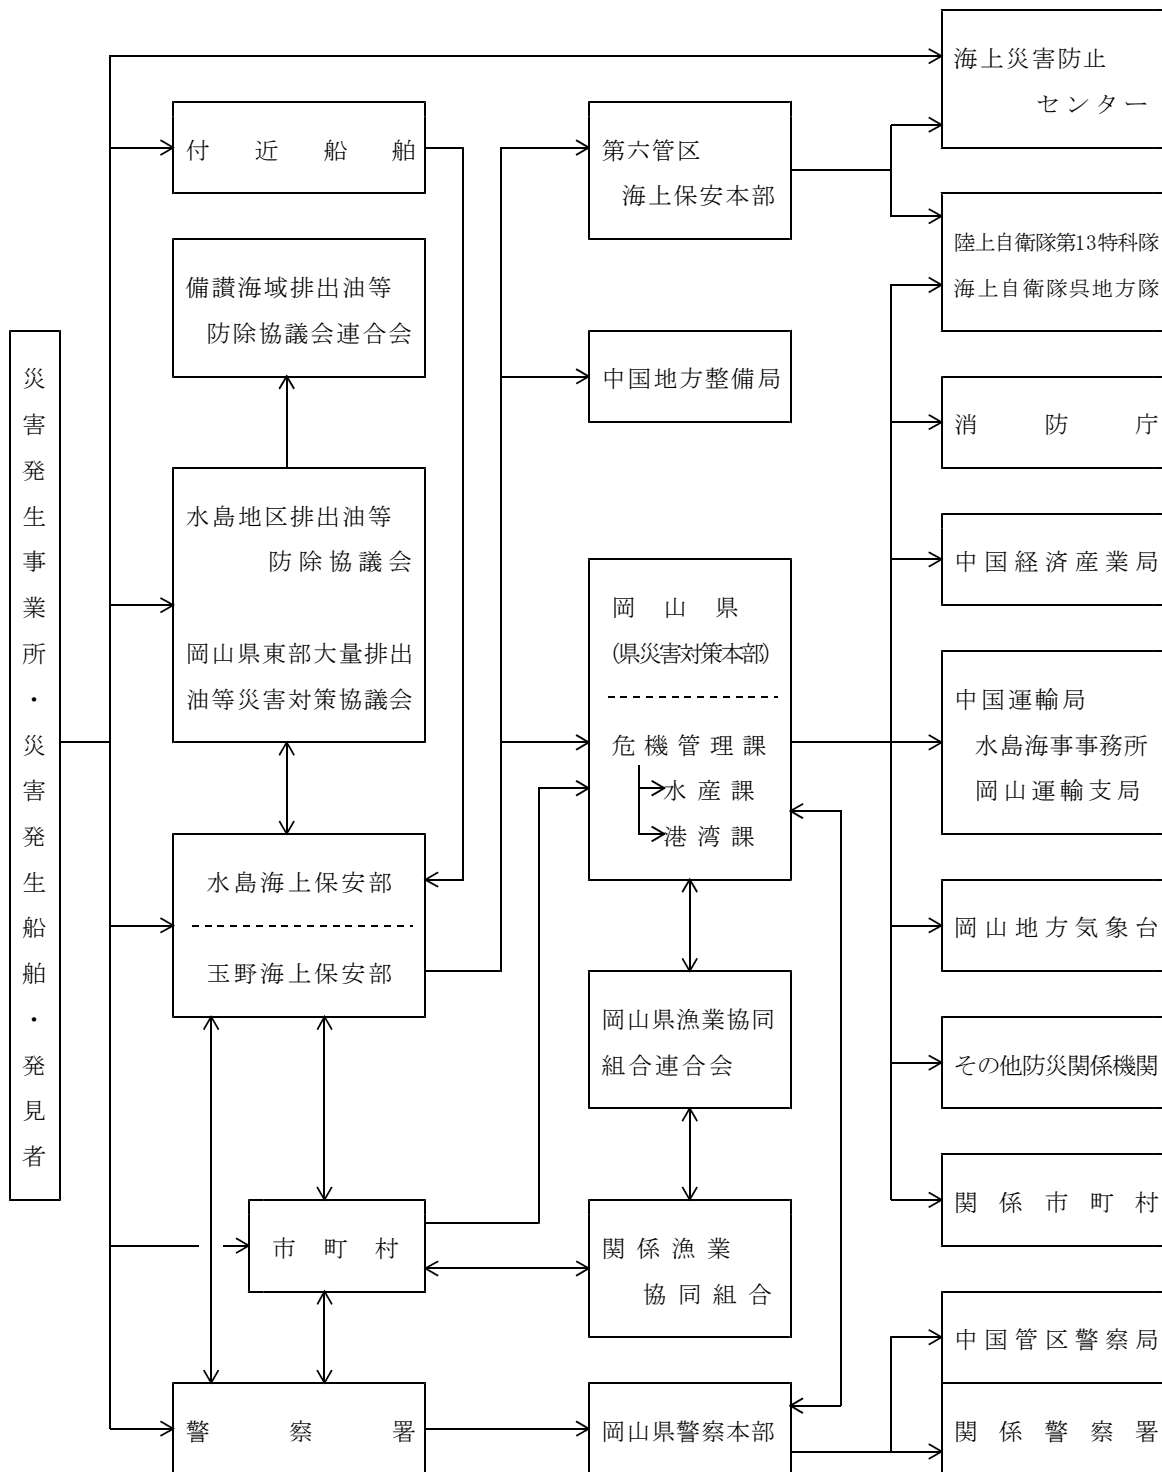 災害発生事業所・災害発生船舶・発見者
付近船舶
備讃海域排出油等
防除協議会連合会
水島地区排出油等
防除協議会
岡山県東部大量排出
油等災害対策協議会
水島海上保安部
玉野海上保安部
市町村
警察署
第六管区
海上保安本部
中国地方整備局
岡山県
(県災害対策本部)
危機管理課
水産課
港湾課
岡山県漁業協同
組合連合会
関係漁業
協同組合
岡山県警察本部
海上災害防止
センター
陸上自衛隊第13特科隊
海上自衛隊呉地方隊
消防庁
中国経済産業局
中国運輸局
水島海事事務所
岡山運輸支局
岡山地方気象台
その他防災関係機関
関係市町村
中国管区警察局
関係警察署